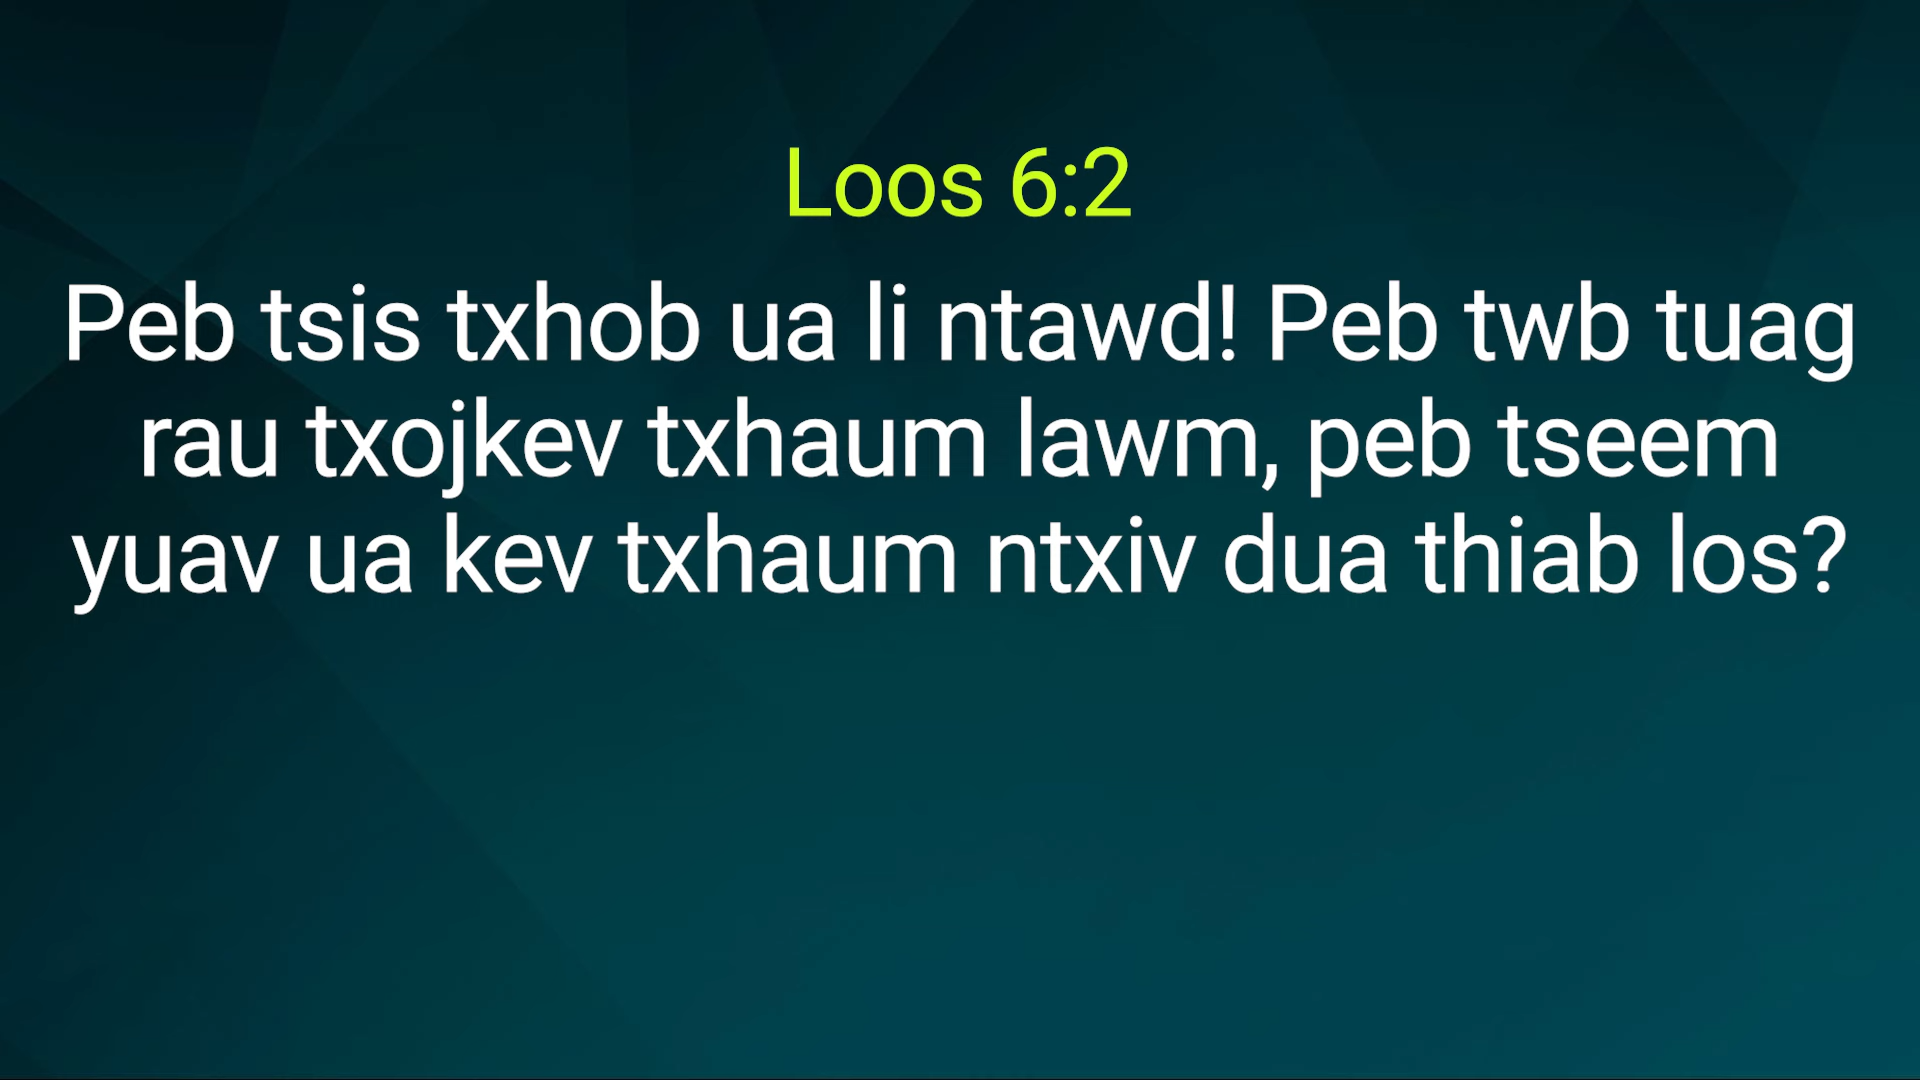 Loos 6:2
Peb tsis txhob ua li ntawd! Peb twb tuag
rau txojkev txhaum lawm, peb tseem
yuav ua kev txhaum ntxiv dua thiab los?